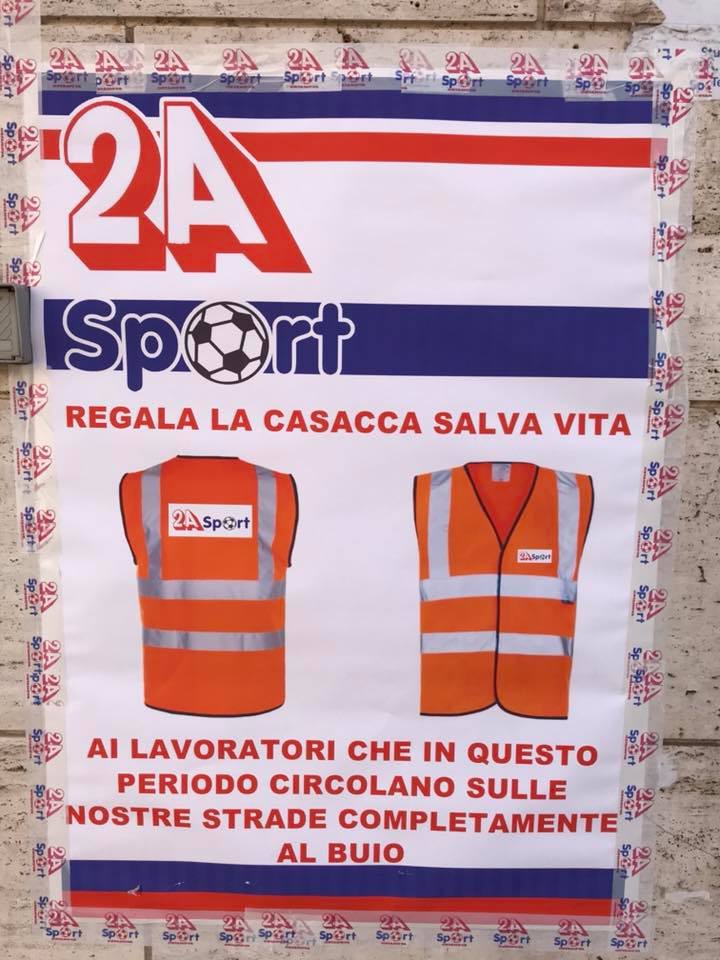 2A
Sport
REGALA LA CASACCA SALVA VITA
2A Sport
2A Sport
AI LAVORATORI CHE IN QUESTO
PERIODO CIRCOLANO SULLE
NOSTRE STRADE COMPLETAMENTE
AL BUIO